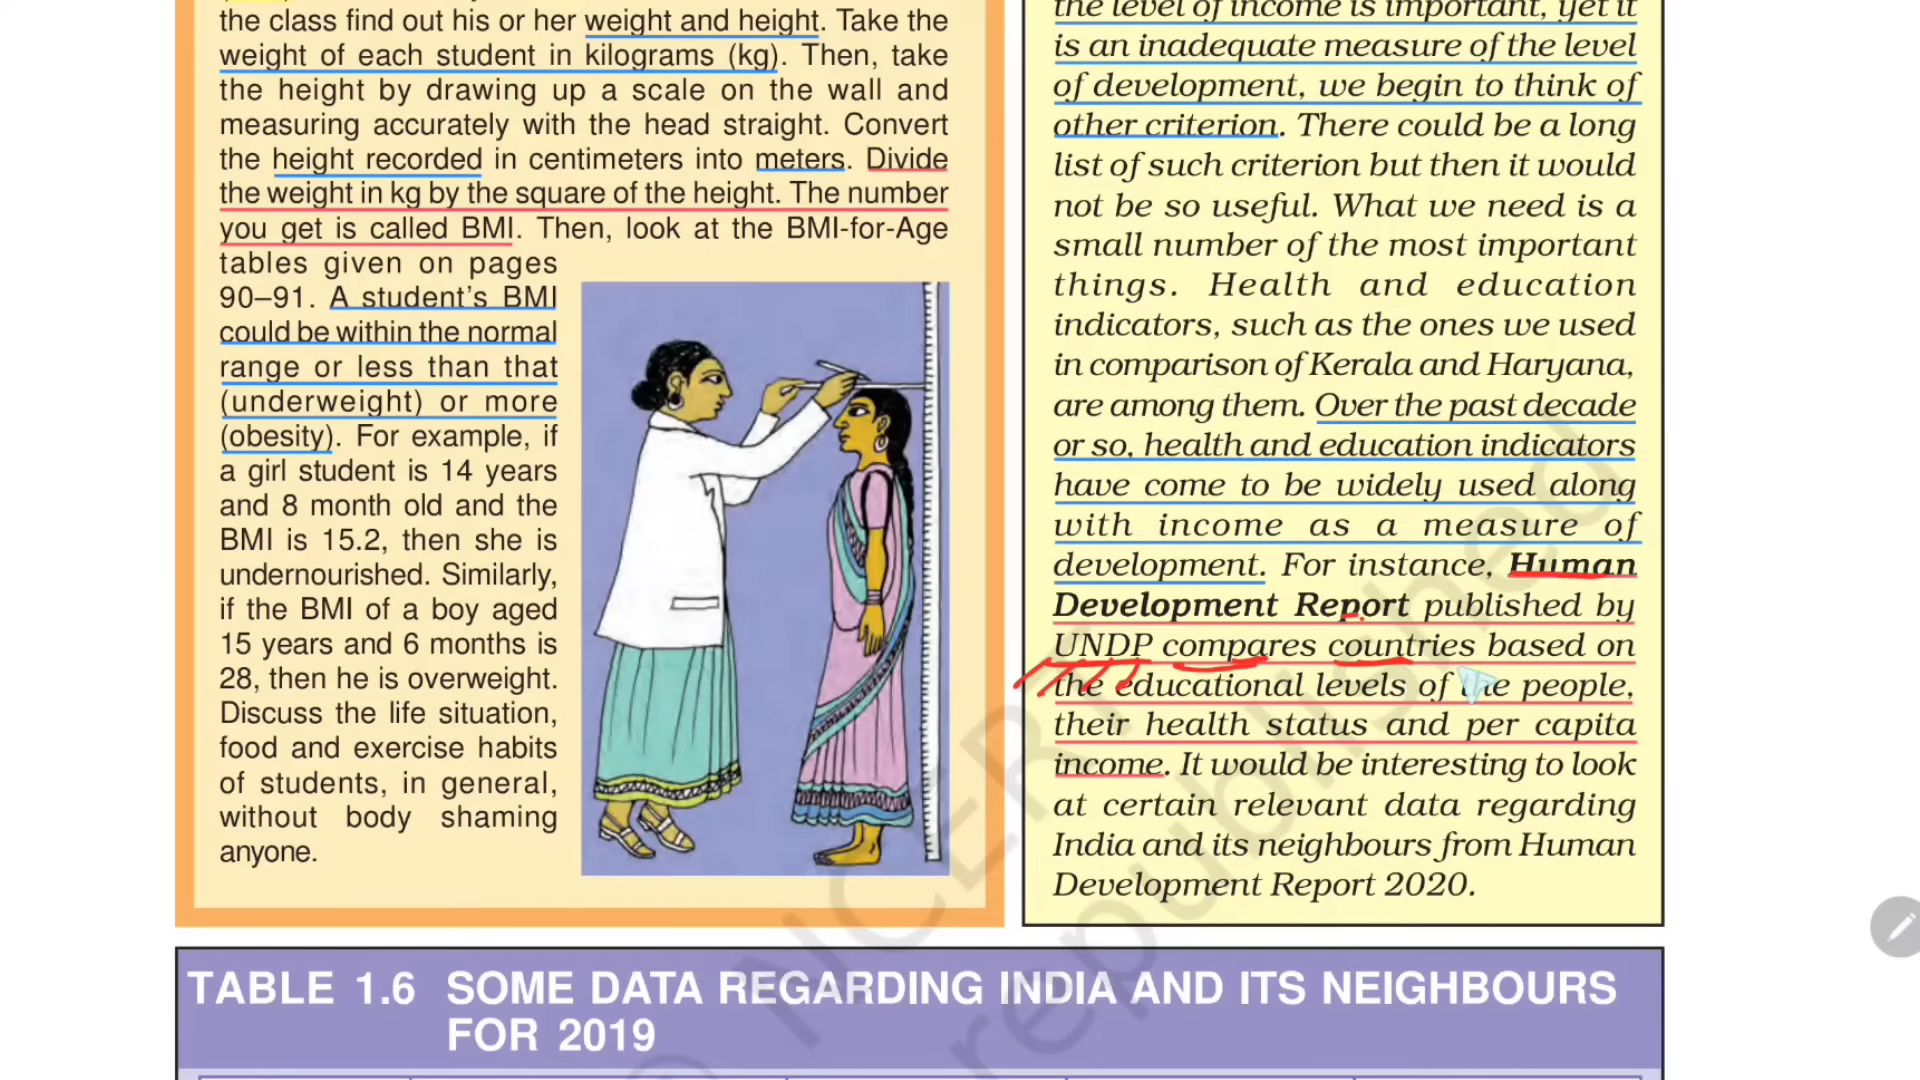 the class find out his or her weight and height. Take the
weight of each student in kilograms (kg). Then, take
the height by drawing up a scale on the wall and
measuring accurately with the head straight. Convert
the height recorded in centimeters into meters. Divide
the weight in kg by the square of the height. The number
you get is called BMI. Then, look at the BMI-for-Age
tables given on pages
90–91. A student’s BMI
could be within the normal
range or less than that
(underweight) or more
(obesity). For example, if
a girl student is 14 years
and 8 month old and the
BMI is 15.2, then she is
undernourished. Similarly,
if the BMI of a boy aged
15 years and 6 months is
28, then he is overweight.
Discuss the life situation,
food and exercise habits
of students, in general,
without body shaming
anyone.
the level of income is important, yet it
is an inadequate measure of the level
of development, we begin to think of
other criterion. There could be a long
list of such criterion but then it would
not be so useful. What we need is a
small number of the most important
things. Health and education
indicators, such as the ones we used
in comparison of Kerala and Haryana,
are among them. Over the past decade
or so, health and education indicators
have come to be widely used along
with income as a measure of
development. For instance, Human
Development Report published by
UNDP compares countries based on
the educational levels of the people,
their health status and per capita
income. It would be interesting to look
at certain relevant data regarding
India and its neighbours from Human
Development Report 2020.
TABLE 1.6 SOME DATA REGARDING INDIA AND ITS NEIGHBOURS
FOR 2019
© NCERT
republished